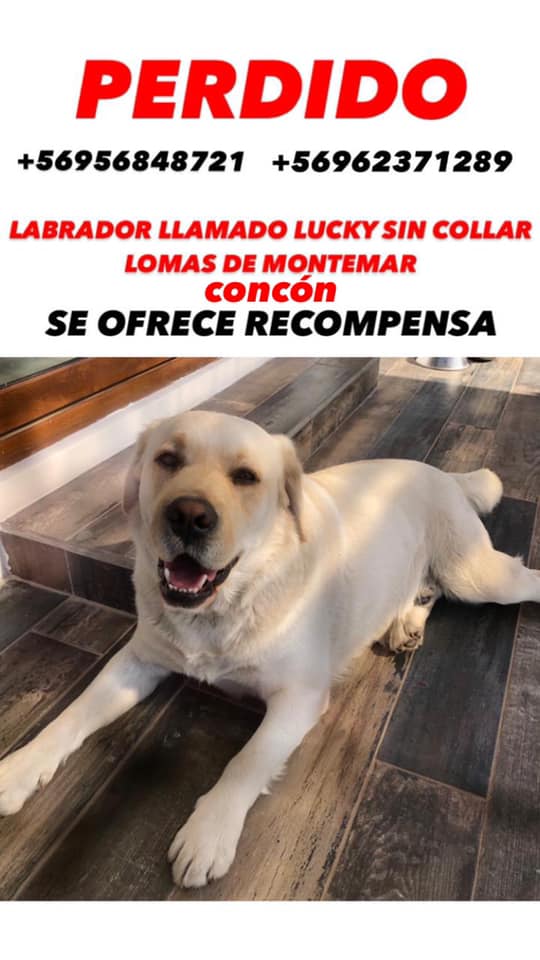 PERDIDO
+56956848721 +56962371289
LABRADOR LLAMADO LUCKY SIN COLLAR
LOMAS DE MONTEMAR
concón
SE OFRECE RECOMPENSA